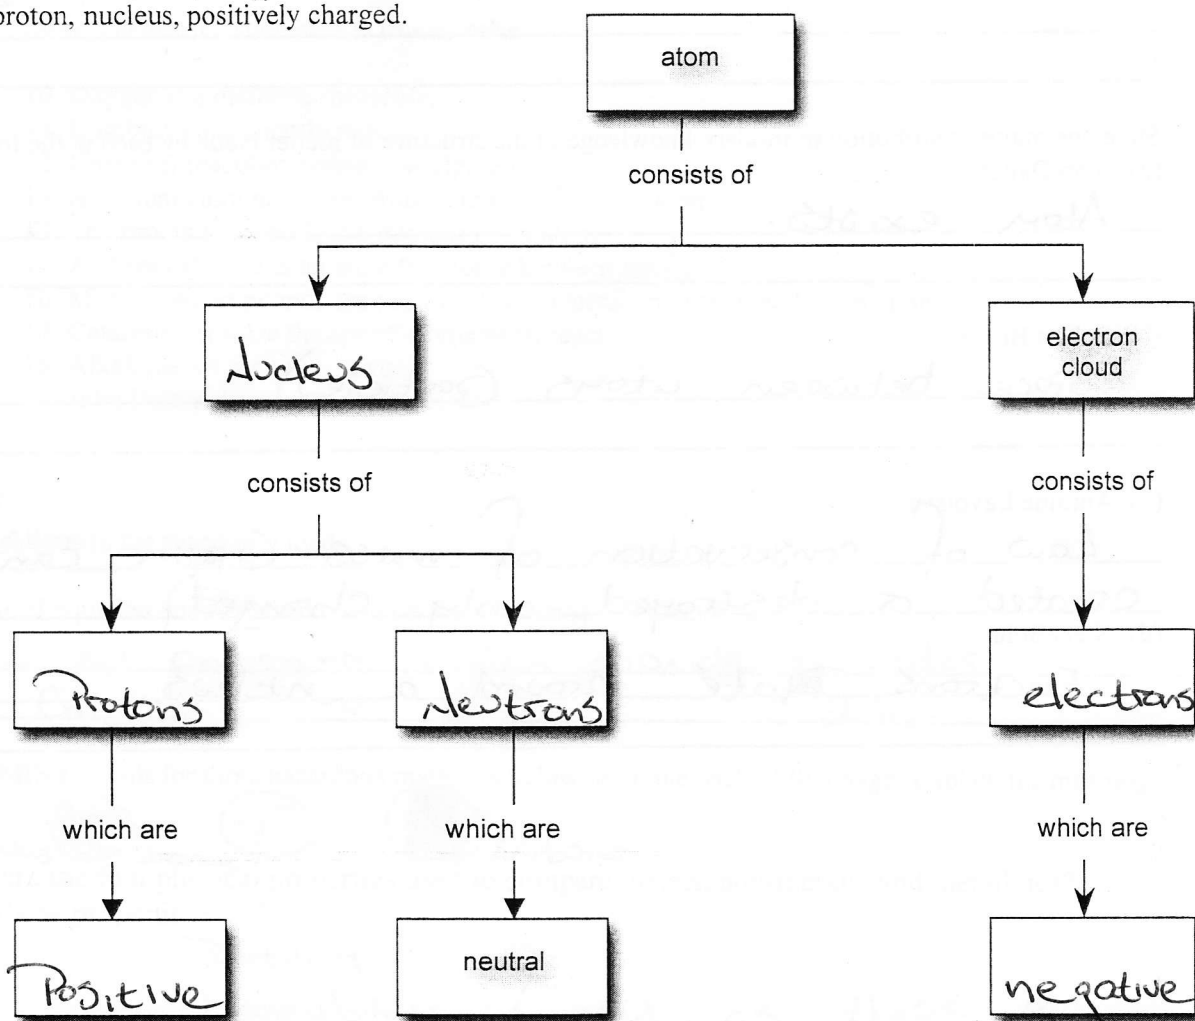 proton, nucleus, positively charged.
atom
consists of
Nucleus
electron
cloud
consists of
consists of
Protons
Neutrons
electrons
which are
which are
which are
Positive
neutral
negative